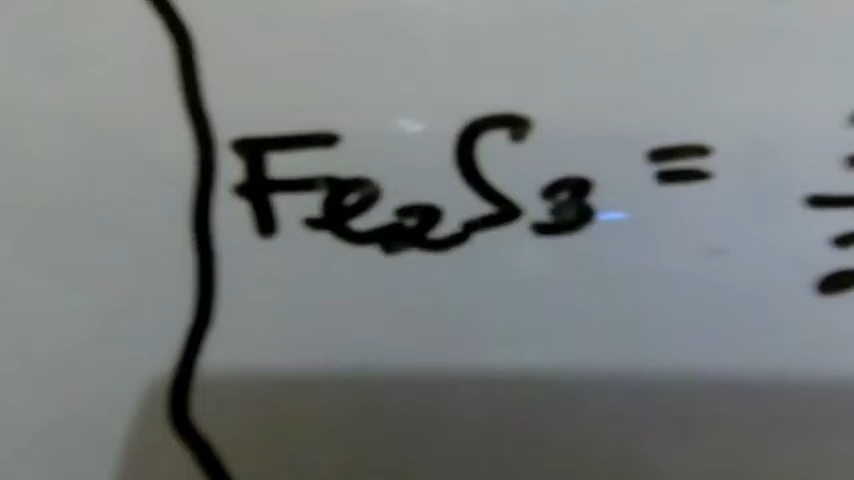 Fe₂S₃ =